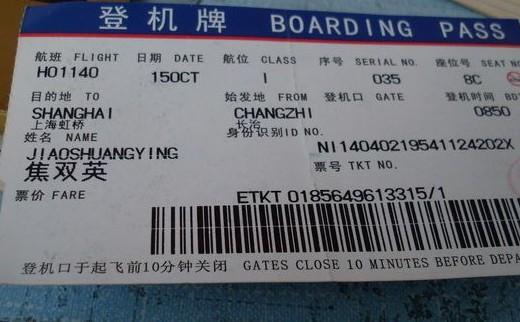 登机牌 BOARDING PASS
航班 FLIGHT 日期 DATE 航位 CLASS 序号 SERIAL NO. 座位号 SEAT NO
HO1140 15OCT I 035 8C
目的地 TO 始发地 FROM 登机口 GATE 登机时间 BD
SHANGHAI CHANGZHI 0850
上海虹桥 长治
姓名 NAME 身份识别ID NO.
JIAOSHUANGYING NI14040219541124202X
焦双英 票号 TKT NO.
票价 FARE ETKT 0185649613315/1
登机口于起飞前10分钟关闭 GATES CLOSE 10 MINUTES BEFORE DEPA